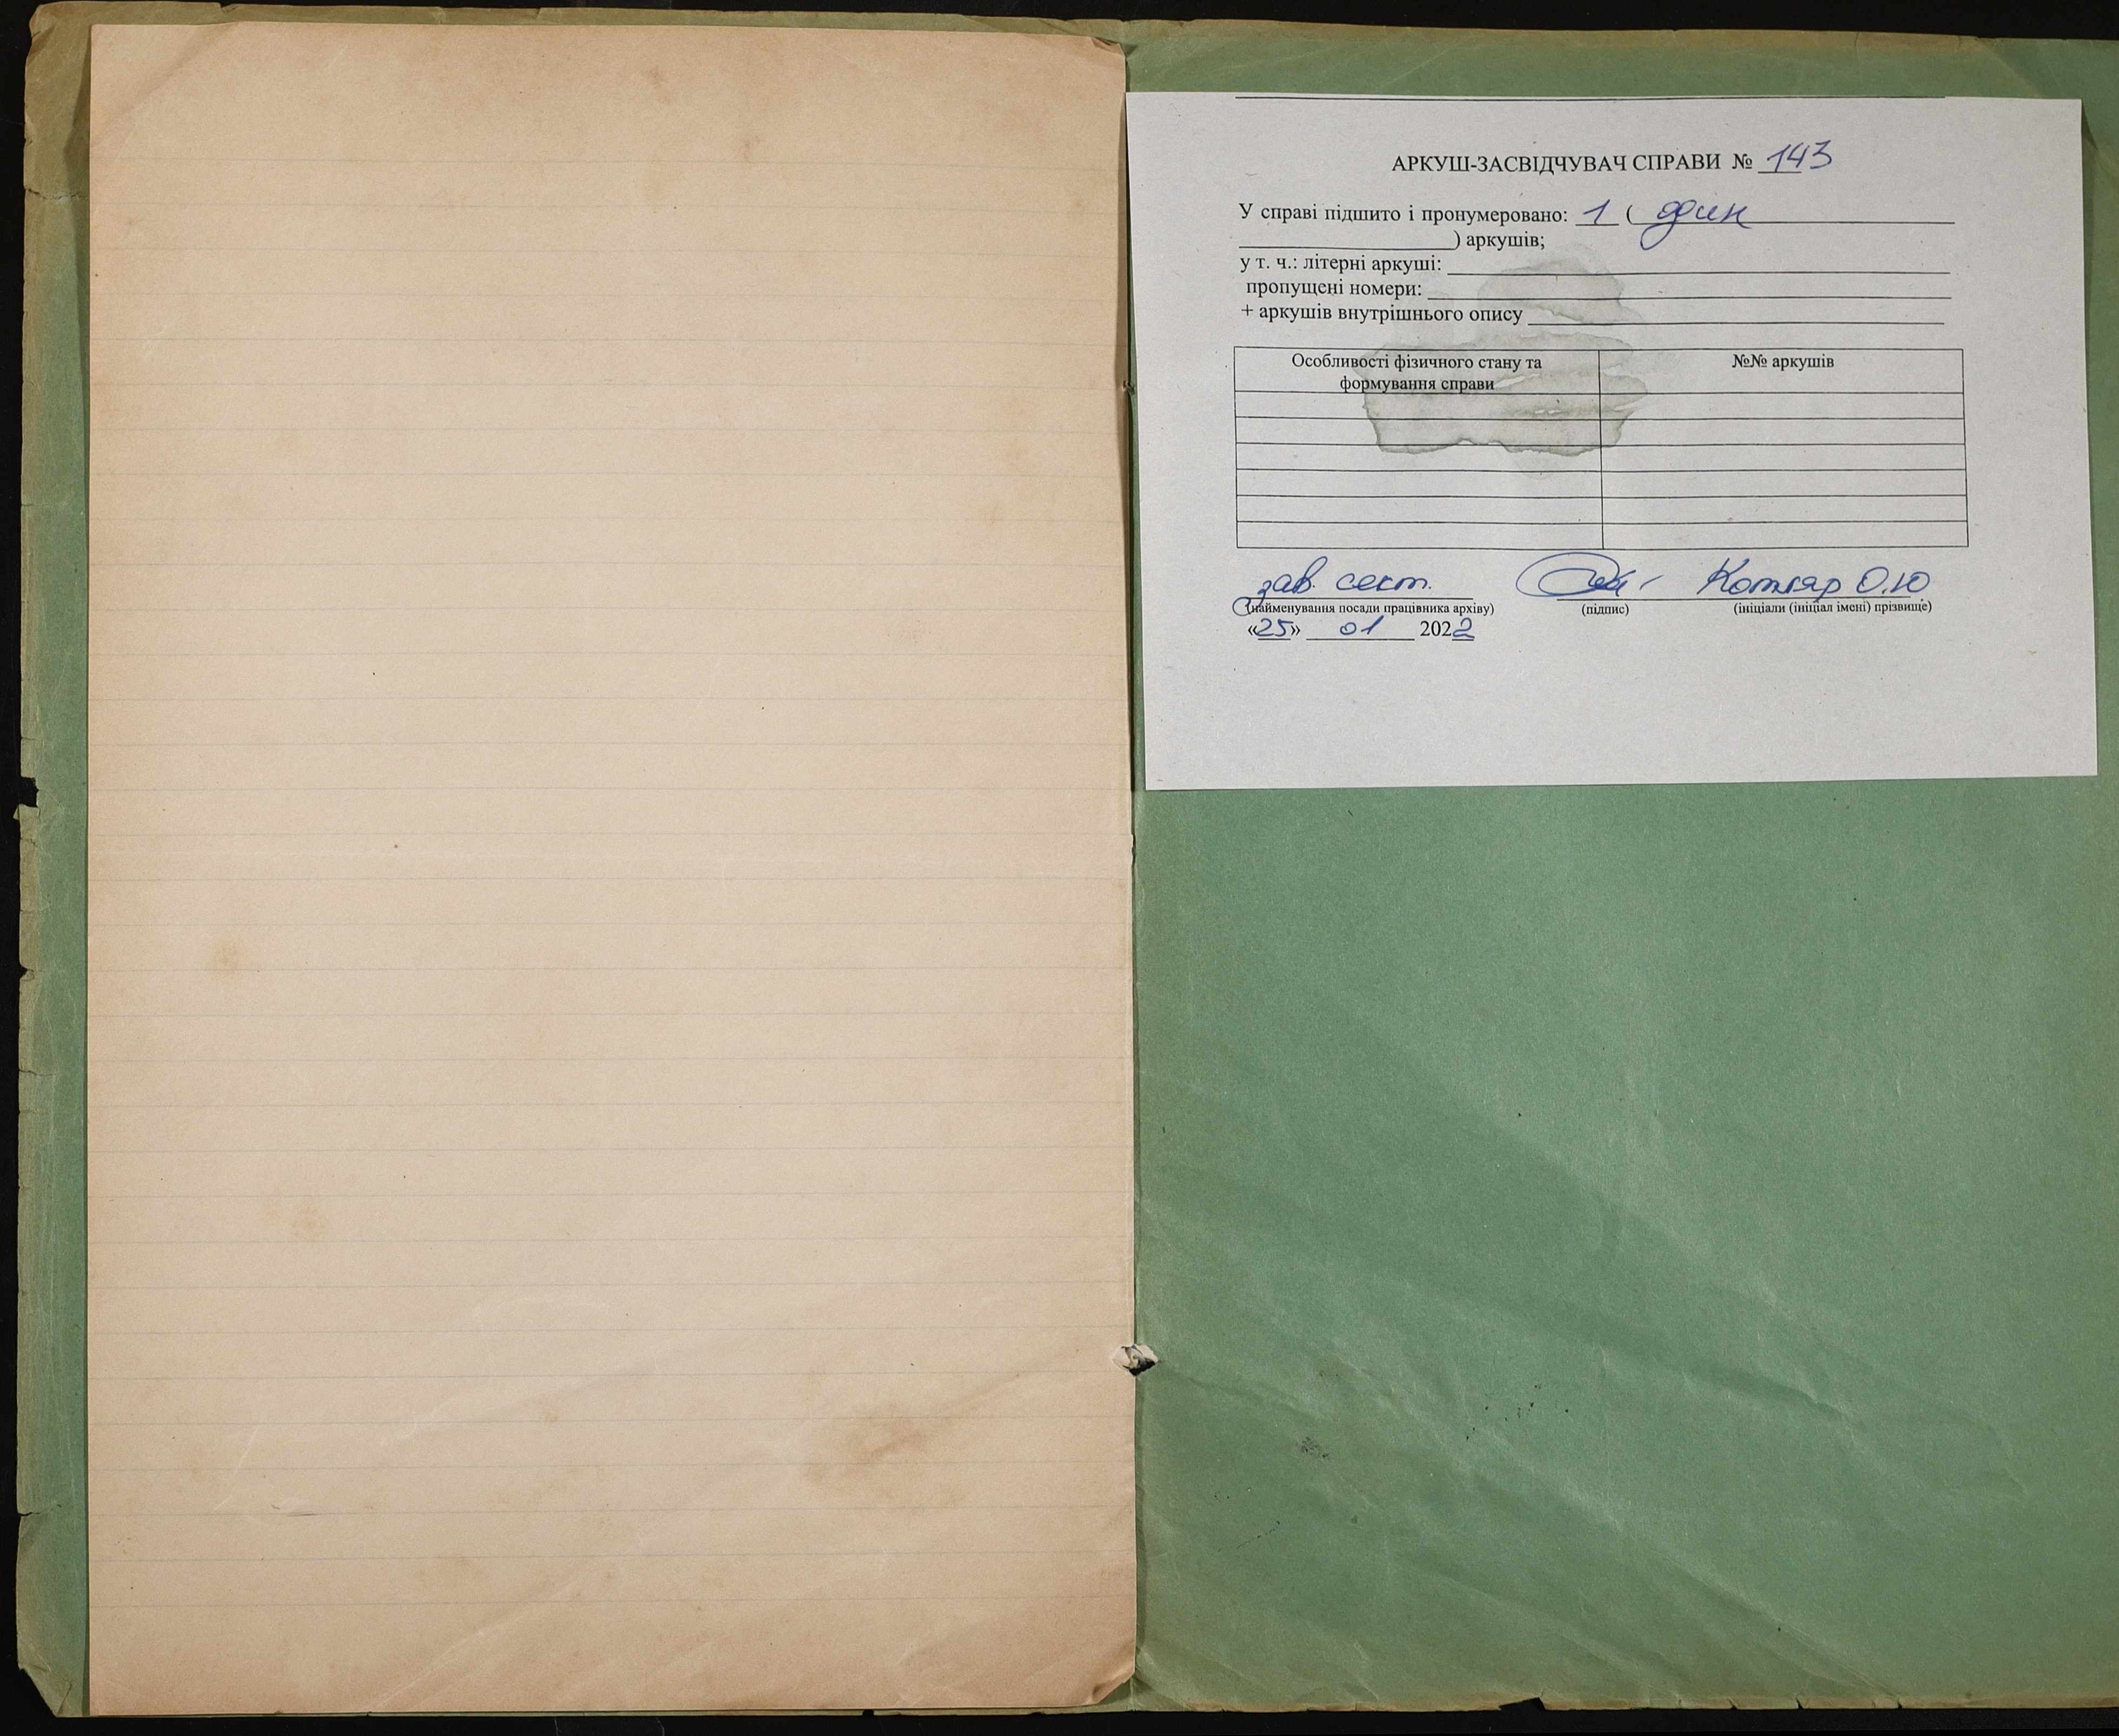 АРКУШ-ЗАСВІДЧУВАЧ СПРАВИ № 143
У справі підшито і пронумеровано: 1 ( один
) аркушів;
у т. ч.: літерні аркуші:
пропущені номери:
+ аркушів внутрішнього опису
Особливості фізичного стану та формування справи №№ аркушів
зав. сект. Котляр О.Ю
(найменування посади працівника архіву) (підпис) (ініціали (ініціал імені) прізвище)
«25» 01 2022